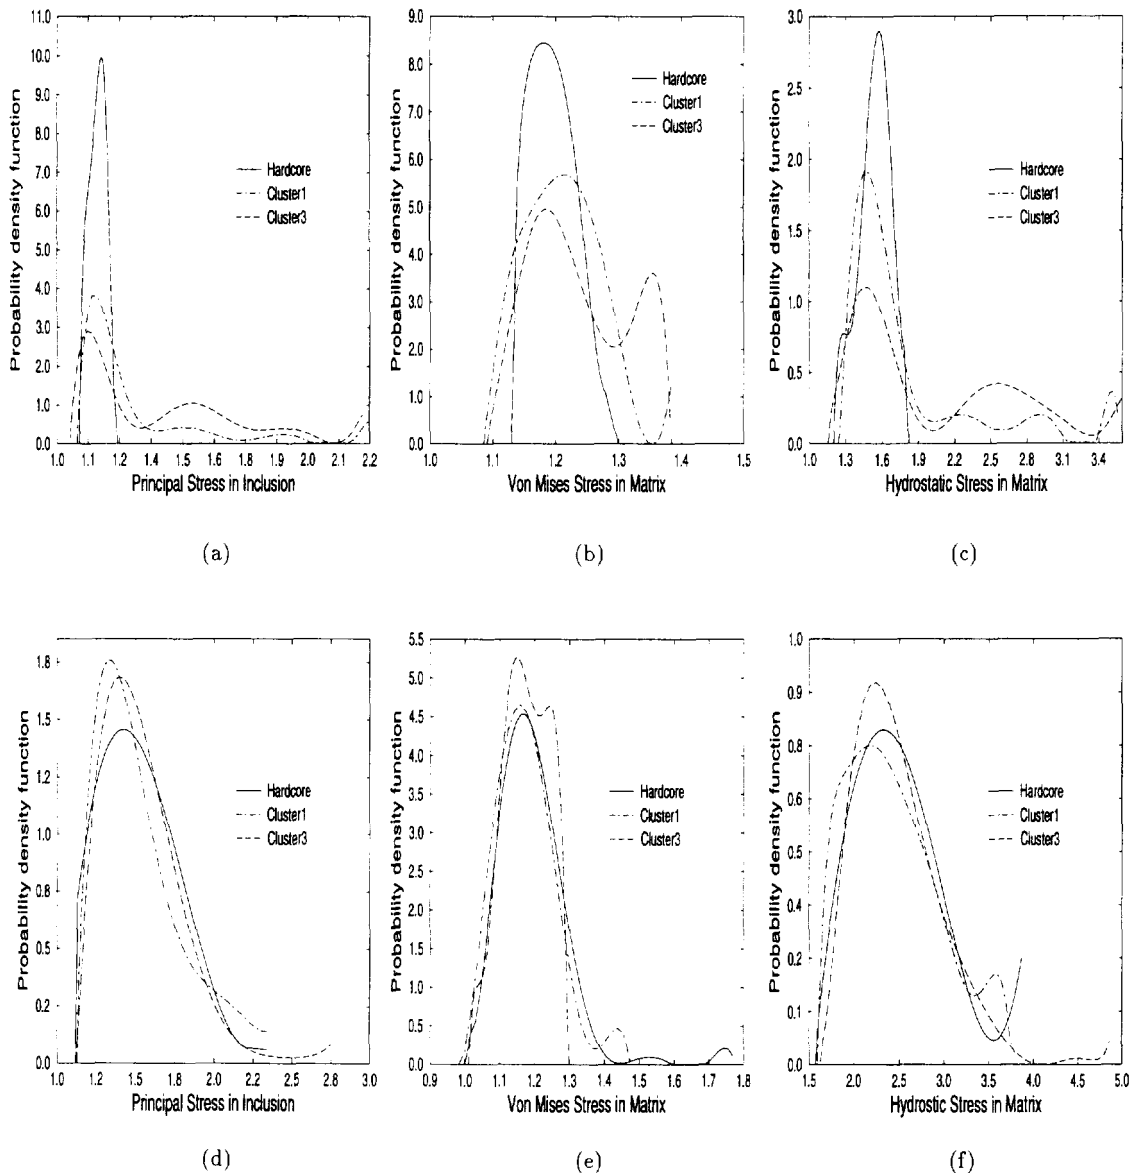 11.0
10.0
9.0
8.0
7.0
6.0
5.0
4.0
3.0
2.0
1.0
0.0
Probability density function
Hardcore
Cluster1
Cluster3
1.0 1.1 1.2 1.4 1.5 1.6 1.8 1.9 2.0 2.1 2.2
Principal Stress in Inclusion
(a)
9.0
8.0
7.0
6.0
5.0
4.0
3.0
2.0
1.0
0.0
Probability density function
Hardcore
Cluster1
Cluster3
1.0 1.1 1.2 1.3 1.4 1.5
Von Mises Stress in Matrix
(b)
3.0
2.5
2.0
1.5
1.0
0.5
0.0
Probability density function
Hardcore
Cluster1
Cluster3
1.0 1.3 1.6 1.9 2.2 2.5 2.8 3.1 3.4
Hydrostatic Stress in Matrix
(c)
1.8
1.5
1.2
1.0
0.8
0.5
0.2
0.0
Probability density function
Hardcore
Cluster1
Cluster3
1.0 1.2 1.5 1.8 2.0 2.2 2.5 2.8 3.0
Principal Stress in Inclusion
(d)
5.5
5.0
4.5
4.0
3.5
3.0
2.5
2.0
1.5
1.0
0.5
0.0
Probability density function
Hardcore
Cluster1
Cluster3
0.9 1.0 1.1 1.2 1.3 1.4 1.5 1.6 1.7 1.8
Von Mises Stress in Matrix
(e)
1.0
0.9
0.8
0.6
0.5
0.4
0.2
0.1
0.0
Probability density function
Hardcore
Cluster1
Cluster3
1.5 2.0 2.5 3.0 3.5 4.0 4.5 5.0
Hydrostic Stress in Matrix
(f)